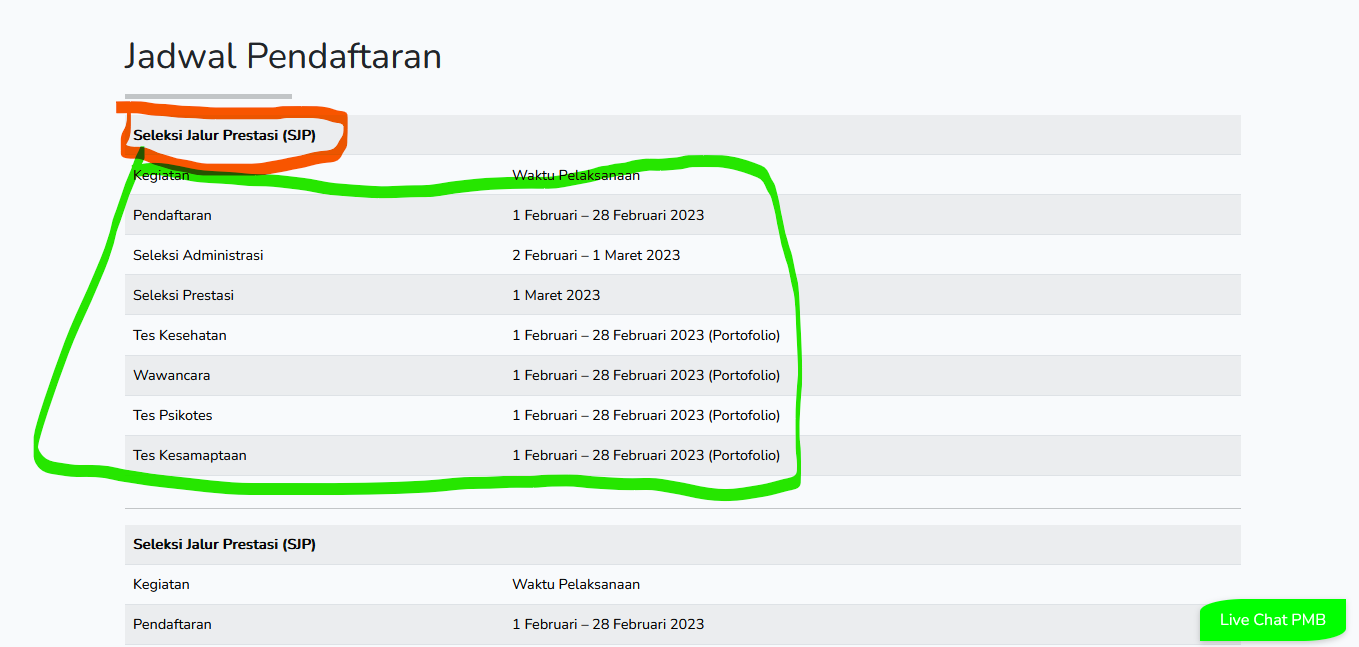 Jadwal Pendaftaran
Seleksi Jalur Prestasi (SJP)
Kegiatan Waktu Pelaksanaan
Pendaftaran 1 Februari – 28 Februari 2023
Seleksi Administrasi 2 Februari – 1 Maret 2023
Seleksi Prestasi 1 Maret 2023
Tes Kesehatan 1 Februari – 28 Februari 2023 (Portofolio)
Wawancara 1 Februari – 28 Februari 2023 (Portofolio)
Tes Psikotes 1 Februari – 28 Februari 2023 (Portofolio)
Tes Kesamaptaan 1 Februari – 28 Februari 2023 (Portofolio)
Seleksi Jalur Prestasi (SJP)
Kegiatan Waktu Pelaksanaan
Pendaftaran 1 Februari – 28 Februari 2023
Live Chat PMB